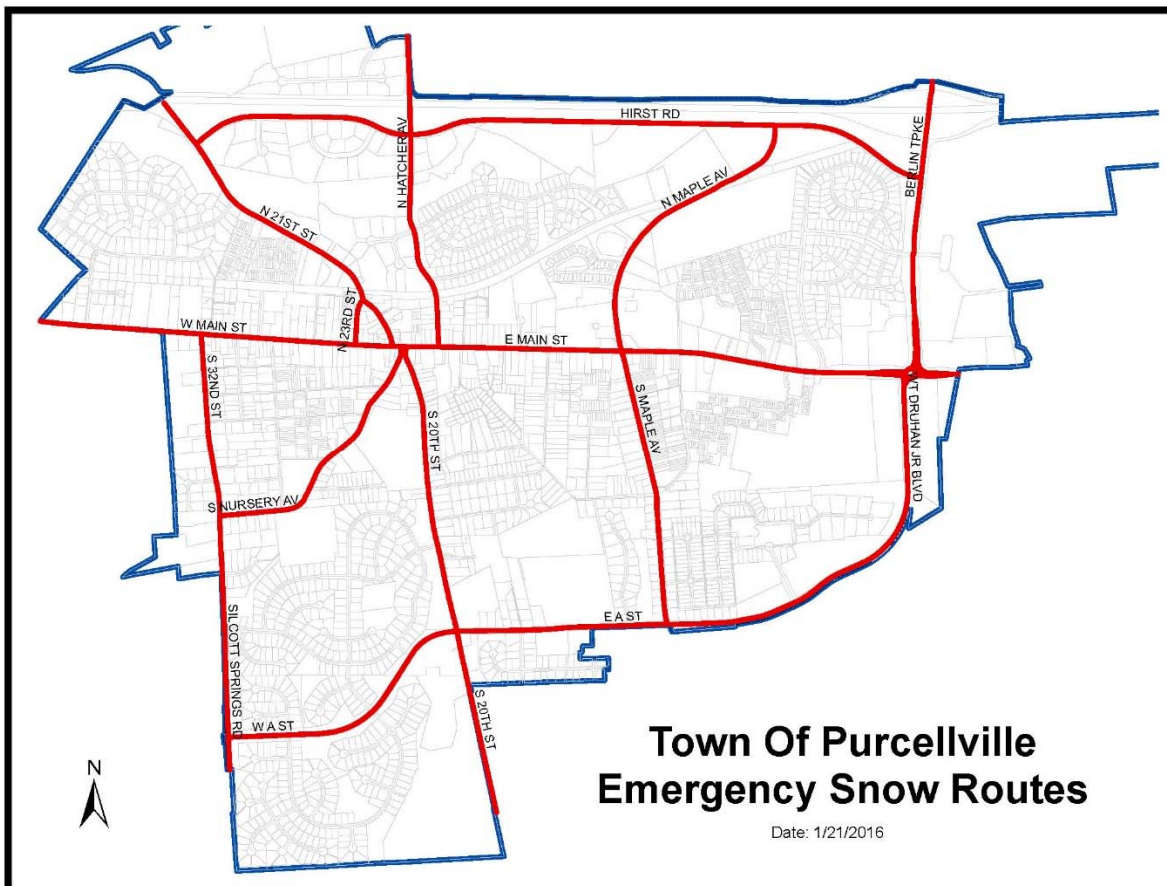 HIRST RD
N HATCHER AV
BERLIN TPKE
N MAPLE AV
N 21ST ST
N 23RD ST
W MAIN ST
E MAIN ST
S 32ND ST
S MAPLE AV
WT DRUHAN JR BLVD
S 20TH ST
S NURSERY AV
E A ST
SILCOTT SPRINGS RD
W A ST
S 20TH ST
Town Of Purcellville
Emergency Snow Routes
Date: 1/21/2016
N